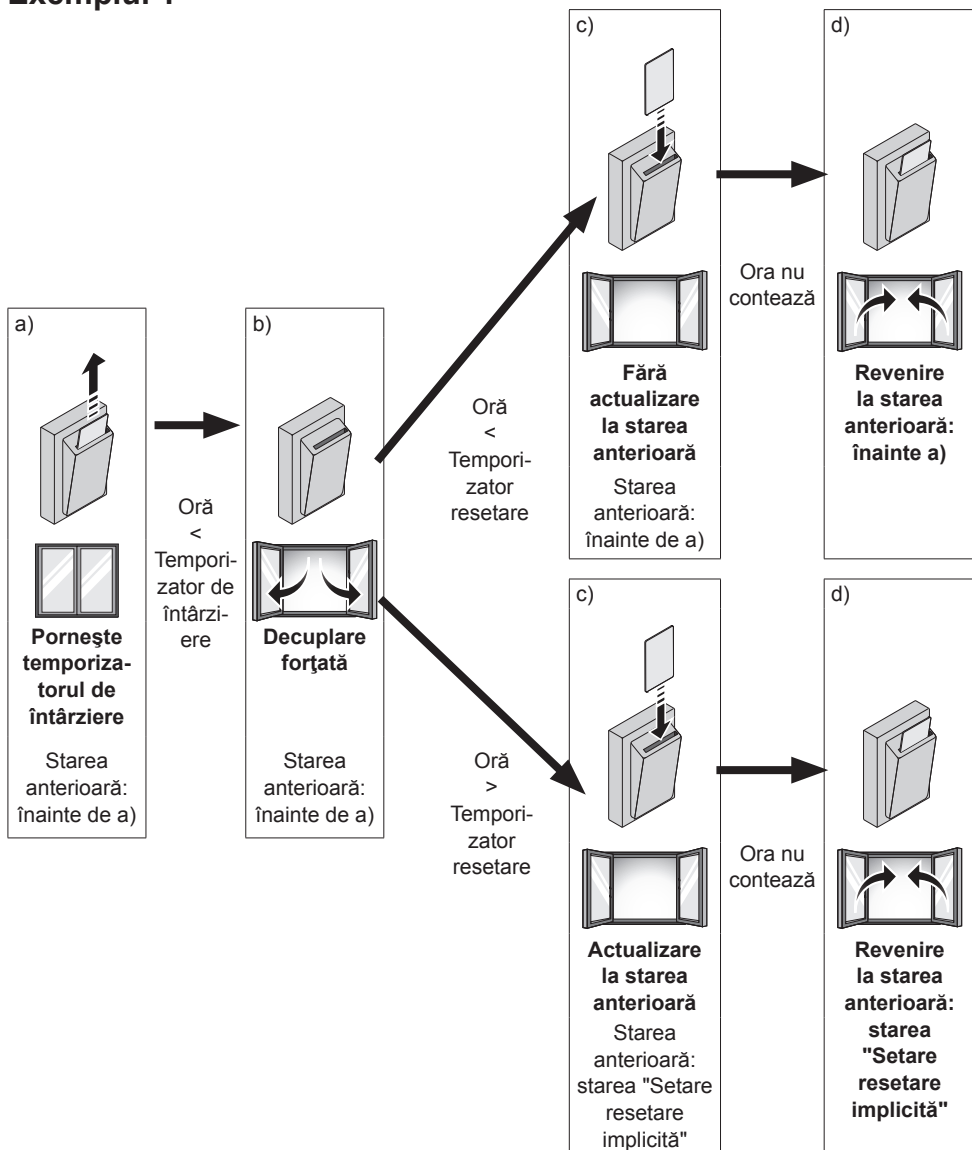 Exemplul
a)
Pornește
temporiza-
torul de
întârziere
Starea
anterioară:
înainte de a)
Oră
<
Tempori-
zator de
întârzi-
ere
b)
Decuplare
forţată
Starea
anterioară:
înainte de a)
Oră
<
Tempori-
zator
resetare
c)
Fără
actualizare
la starea
anterioară
Starea
anterioară:
înainte de a)
Ora nu
contează
d)
Revenire
la starea
anterioară:
înainte a)
Oră
>
Tempori-
zator
resetare
c)
Actualizare
la starea
anterioară
Starea
anterioară:
starea "Setare
resetare
implicită"
Ora nu
contează
d)
Revenire
la starea
anterioară:
starea
"Setare
resetare
implicită"